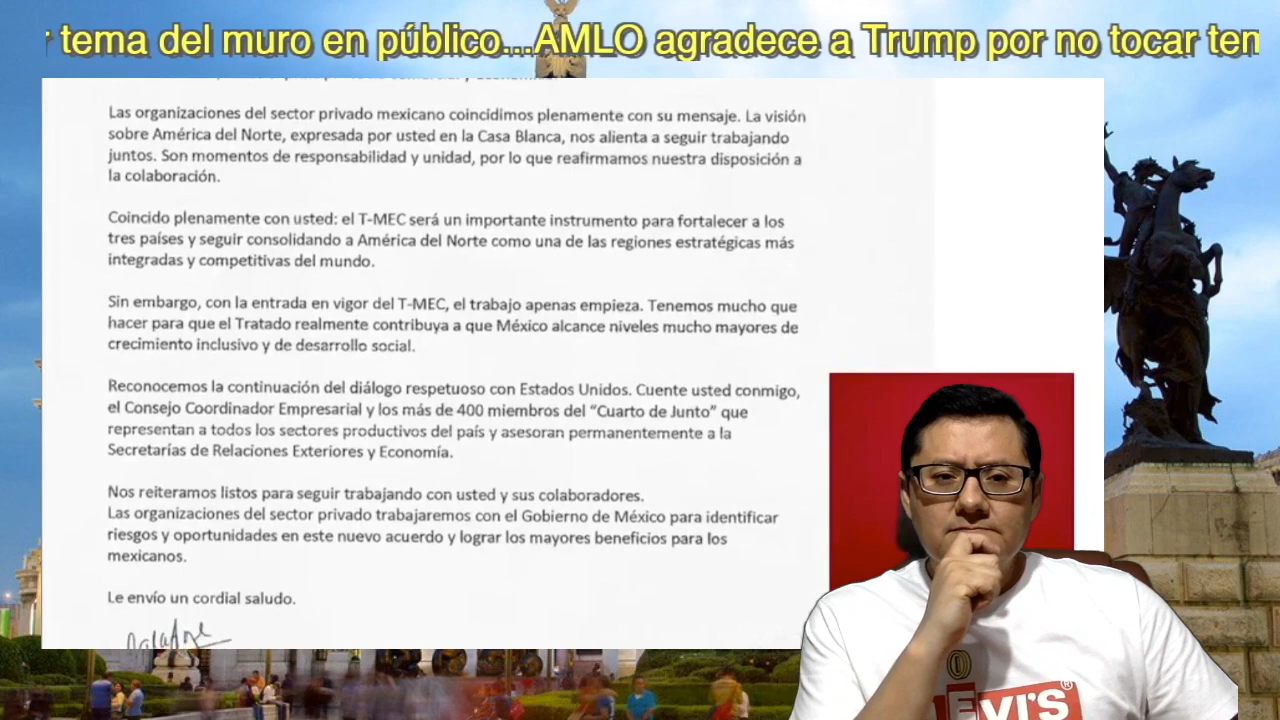 tema del muro en público...AMLO agradece a Trump por no tocar
Las organizaciones del sector privado mexicano coincidimos plenamente con su mensaje. La visión
sobre América del Norte, expresada por usted en la Casa Blanca, nos alienta a seguir trabajando
juntos. Son momentos de responsabilidad y unidad, por lo que reafirmamos nuestra disposición a
la colaboración.
Coincido plenamente con usted: el T-MEC será un importante instrumento para fortalecer a los
tres países y seguir consolidando a América del Norte como una de las regiones estratégicas más
integradas y competitivas del mundo.
Sin embargo, con la entrada en vigor del T-MEC, el trabajo apenas empieza. Tenemos mucho que
hacer para que el Tratado realmente contribuya a que México alcance niveles mucho mayores de
crecimiento inclusivo y de desarrollo social.
Reconocemos la continuación del diálogo respetuoso con Estados Unidos. Cuente usted conmigo,
el Consejo Coordinador Empresarial y los más de 400 miembros del “Cuarto de Junto” que
representan a todos los sectores productivos del país y asesoran permanentemente a la
Secretarías de Relaciones Exteriores y Economía.
Nos reiteramos listos para seguir trabajando con usted y sus colaboradores.
Las organizaciones del sector privado trabajaremos con el Gobierno de México para identificar
riesgos y oportunidades en este nuevo acuerdo y lograr los mayores beneficios para los
mexicanos.
Le envío un cordial saludo.
LEVI'S®